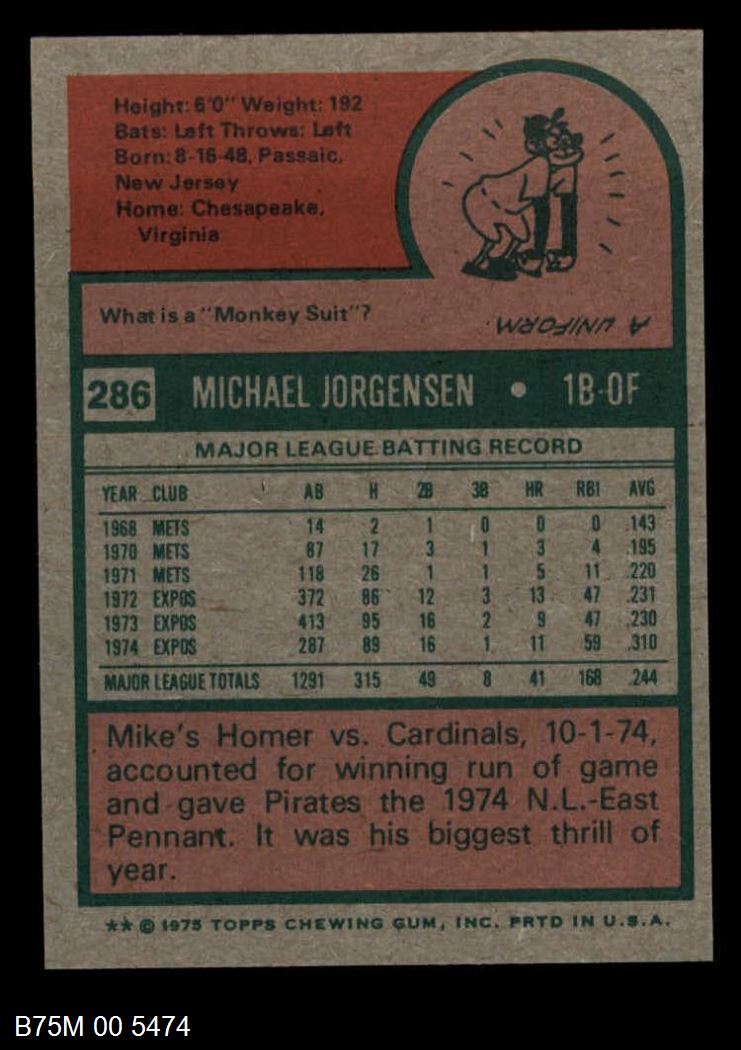 Height: 6'0" Weight: 192
Bats: Left Throws: Left
Born: 8-16-48, Passaic,
New Jersey
Home: Chesapeake,
Virginia
What is a "Monkey Suit"?
A UNIFORM.
286 MICHAEL JORGENSEN • 1B-OF
MAJOR LEAGUE BATTING RECORD
YEAR CLUB AB H 2B 3B HR RBI AVG
1968 METS 14 2 1 0 0 0 .143
1970 METS 87 17 3 1 3 4 .195
1971 METS 118 26 1 1 5 11 .220
1972 EXPOS 372 86 12 3 13 47 .231
1973 EXPOS 413 95 16 2 9 47 .230
1974 EXPOS 287 89 16 1 11 59 .310
MAJOR LEAGUE TOTALS 1291 315 49 8 41 168 .244
Mike's Homer vs. Cardinals, 10-1-74,
accounted for winning run of game
and gave Pirates the 1974 N.L.-East
Pennant. It was his biggest thrill of
year.
★★ © 1975 TOPPS CHEWING GUM, INC. PRTD IN U.S.A.
B75M 00 5474